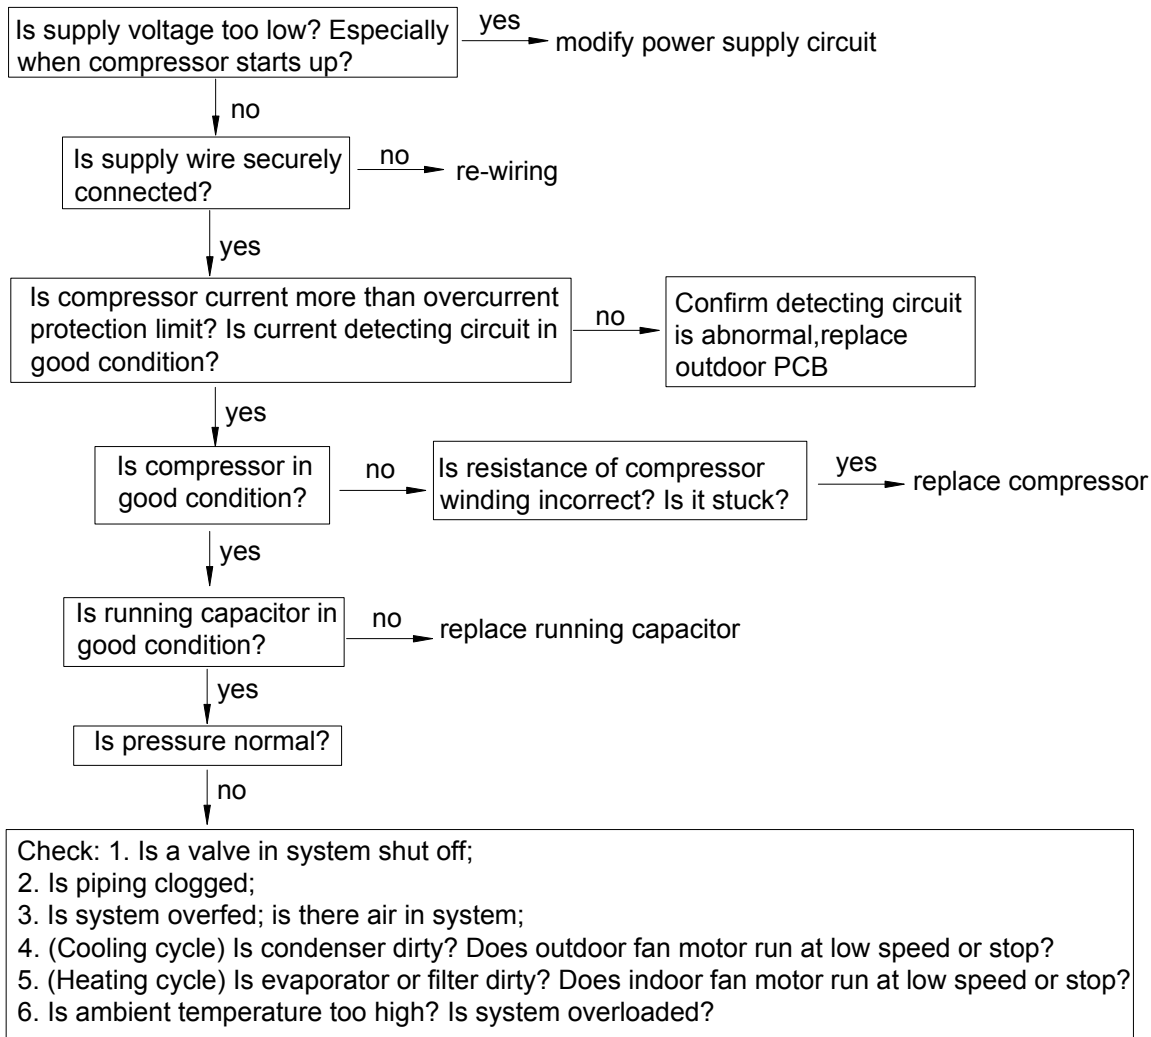 Is supply voltage too low? Especially
when compressor starts up?
yes
modify power supply circuit
no
Is supply wire securely
connected?
no
re-wiring
yes
Is compressor current more than overcurrent
protection limit? Is current detecting circuit in
good condition?
no
Confirm detecting circuit
is abnormal,replace
outdoor PCB
yes
Is compressor in
good condition?
no
Is resistance of compressor
winding incorrect? Is it stuck?
yes
replace compressor
yes
Is running capacitor in
good condition?
no
replace running capacitor
yes
Is pressure normal?
no
Check: 1. Is a valve in system shut off;
2. Is piping clogged;
3. Is system overfed; is there air in system;
4. (Cooling cycle) Is condenser dirty? Does outdoor fan motor run at low speed or stop?
5. (Heating cycle) Is evaporator or filter dirty? Does indoor fan motor run at low speed or stop?
6. Is ambient temperature too high? Is system overloaded?